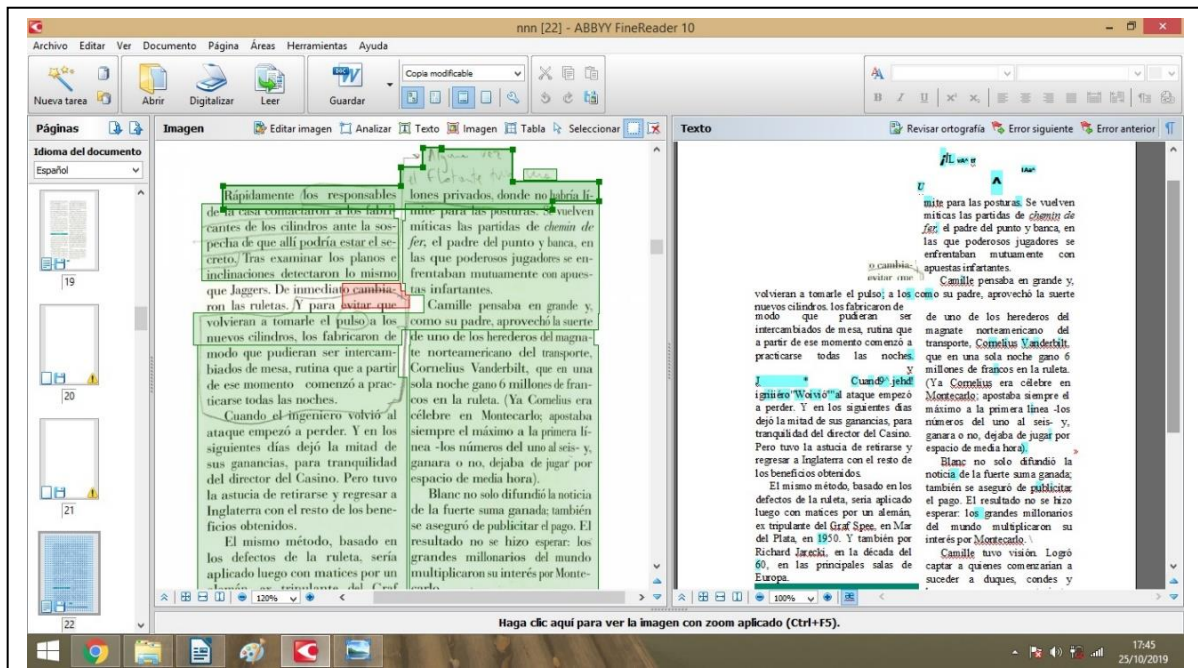 nnn [22] - ABBYY FineReader 10
Archivo Editar Ver Documento Página Áreas Herramientas Ayuda
Nueva tarea Abrir Digitalizar Leer Guardar
Copia modificable
Páginas
Idioma del documento
Español
19
20
21
22
Imagen Editar imagen Analizar Texto Imagen Tabla Seleccionar
Rápidamente los responsables
de la casa contactaron a los fabri-
cantes de los cilindros ante la sos-
pecha de que allí podría estar el se-
creto. Tras examinar los planos e
inclinaciones detectaron lo mismo
que Jaggers. De inmediato cambia-
ron las ruletas. Y para evitar que
volvieran a tomarle el pulso a los
nuevos cilindros, los fabricaron de
modo que pudieran ser intercam-
biados de mesa, rutina que a partir
de ese momento comenzó a prac-
ticarse todas las noches.
Cuando el ingeniero volvió al
ataque empezó a perder. Y en los
siguientes días dejó la mitad de
sus ganancias, para tranquilidad
del director del Casino. Pero tuvo
la astucia de retirarse y regresar a
Inglaterra con el resto de los bene-
ficios obtenidos.
El mismo método, basado en
los defectos de la ruleta, sería
aplicado luego con matices por un
lones privados, donde no habría lí-
mite para las posturas. Se vuelven
míticas las partidas de chemin de
fer, el padre del punto y banca, en
las que poderosos jugadores se en-
frentaban mutuamente con apues-
tas infartantes.
Camille pensaba en grande y,
como su padre, aprovechó la suerte
de uno de los herederos del magna-
te norteamericano del transporte,
Cornelius Vanderbilt, que en una
sola noche gano 6 millones de fran-
cos en la ruleta. (Ya Cornelius era
célebre en Montecarlo; apostaba
siempre el máximo a la primera lí-
nea -los números del uno al seis- y,
ganara o no, dejaba de jugar por
espacio de media hora).
Blanc no solo difundió la noticia
de la fuerte suma ganada; también
se aseguró de publicitar el pago. El
resultado no se hizo esperar: los
grandes millonarios del mundo
multiplicaron su interés por Monte-
carlo.
120%
Texto Revisar ortografía Error siguiente Error anterior
mite para las posturas. Se vuelven
míticas las partidas de chemin de
fer, el padre del punto y banca, en
las que poderosos jugadores se
enfrentaban mutuamente con
apuestas infartantes.
o cambia-
evitar que
Camille pensaba en grande y,
volvieran a tomarle el pulso; a los como su padre, aprovechó la suerte
nuevos cilindros. los fabricaron de
modo que pudieran ser
intercambiados de mesa, rutina que
a partir de ese momento comenzó a
practicarse todas las noches.
y
ataque empezó
a perder. Y en los siguientes días
dejó la mitad de sus ganancias, para
tranquilidad del director del Casino.
Pero tuvo la astucia de retirarse y
regresar a Inglaterra con el resto de
los beneficios obtenidos.
El mismo método, basado en los
defectos de la ruleta, sería aplicado
luego con matices por un alemán,
ex tripulante del Graf Spee, en Mar
del Plata, en 1950. Y también por
Richard Jarecki, en la década del
60, en las principales salas de
Europa.
de uno de los herederos del
magnate norteamericano del
transporte, Cornelius Vanderbilt,
que en una sola noche gano 6
millones de francos en la ruleta.
(Ya Cornelius era célebre en
Montecarlo; apostaba siempre el
máximo a la primera línea -los
números del uno al seis- y,
ganara o no, dejaba de jugar por
espacio de media hora).
Blanc no solo difundió la
noticia de la fuerte suma ganada;
también se aseguró de publicitar
el pago. El resultado no se hizo
esperar: los grandes millonarios
del mundo multiplicaron su
interés por Montecarlo. \
Camille tuvo visión. Logró
captar a quienes comenzarían a
suceder a duques, condes y
100%
Haga clic aquí para ver la imagen con zoom aplicado (Ctrl+F5).
17:45
25/10/2019